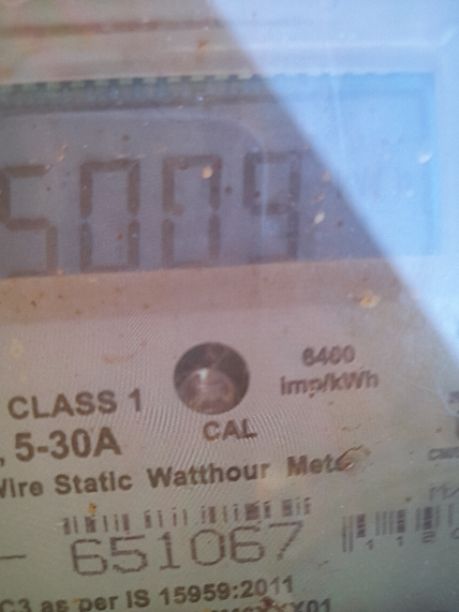 5009
6400
imp/kWh
CLASS 1
CAL
, 5-30A
Wire Static Watthour Mete
- 651067
C3 as per IS 15959:2011